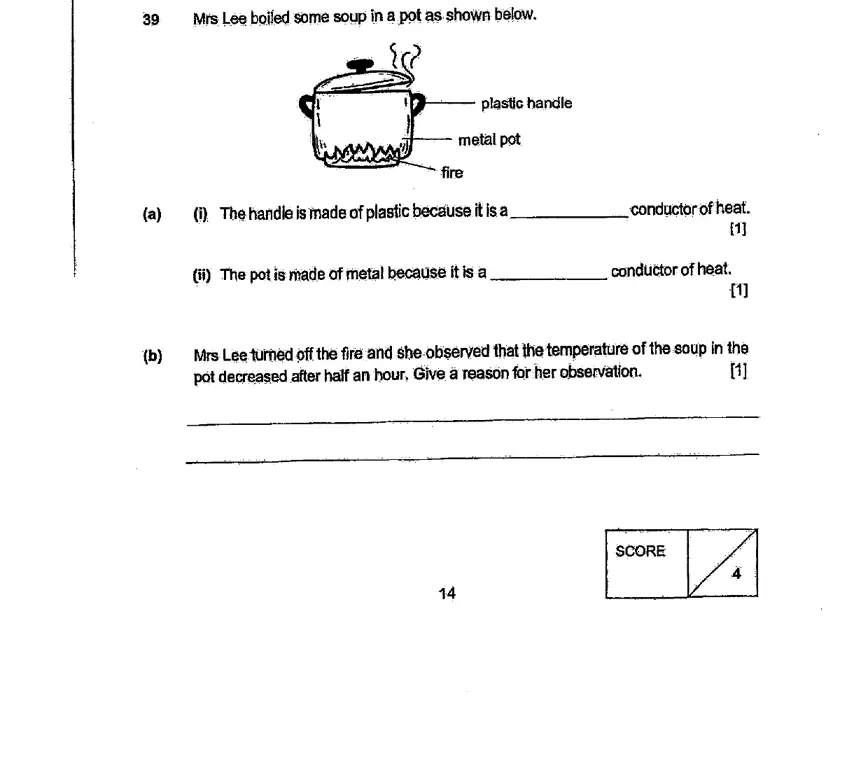 39 Mrs Lee boiled some soup in a pot as shown below.
plastic handle
metal pot
fire
(a) (i) The handle is made of plastic because it is a ____________ conductor of heat.
[1]
(ii) The pot is made of metal because it is a ____________ conductor of heat.
[1]
(b) Mrs Lee turned off the fire and she observed that the temperature of the soup in the
pot decreased after half an hour. Give a reason for her observation. [1]
SCORE
4
14